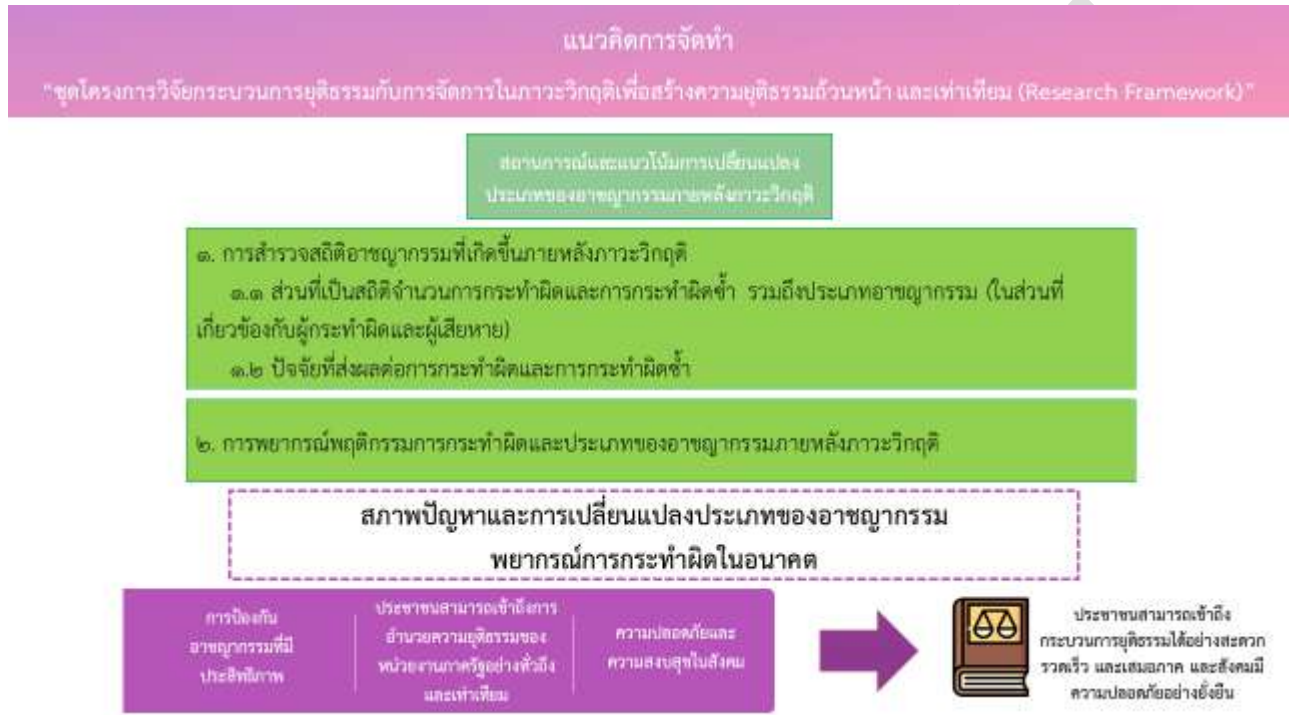 แนวคิดการจัดทำ
"ชุดโครงการวิจัยกระบวนการยุติธรรมกับการจัดการในภาวะวิกฤติเพื่อสร้างความยุติธรรมถ้วนหน้า และเท่าเทียม (Research Framework)"
สถานการณ์และแนวโน้มการเปลี่ยนแปลง
ประเภทของอาชญากรรมภายหลังภาวะวิกฤติ
๑. การสำรวจสถิติอาชญากรรมที่เกิดขึ้นภายหลังภาวะวิกฤติ
๑.๑ ส่วนที่เป็นสถิติจำนวนการกระทำผิดและการกระทำผิดซ้ำ รวมถึงประเภทอาชญากรรม (ในส่วนที่
เกี่ยวข้องกับผู้กระทำผิดและผู้เสียหาย)
๑.๒ ปัจจัยที่ส่งผลต่อการกระทำผิดและการกระทำผิดซ้ำ
๒. การพยากรณ์พฤติกรรมการกระทำผิดและประเภทของอาชญากรรมภายหลังภาวะวิกฤติ
สภาพปัญหาและการเปลี่ยนแปลงประเภทของอาชญากรรม
พยากรณ์การกระทำผิดในอนาคต
การป้องกัน
อาชญากรรมที่มี
ประสิทธิภาพ
ประชาชนสามารถเข้าถึงการ
อำนวยความยุติธรรมของ
หน่วยงานภาครัฐอย่างทั่วถึง
และเท่าเทียม
ความปลอดภัยและ
ความสงบสุขในสังคม
ประชาชนสามารถเข้าถึง
กระบวนการยุติธรรมได้อย่างสะดวก
รวดเร็ว และเสมอภาค และสังคมมี
ความปลอดภัยอย่างยั่งยืน